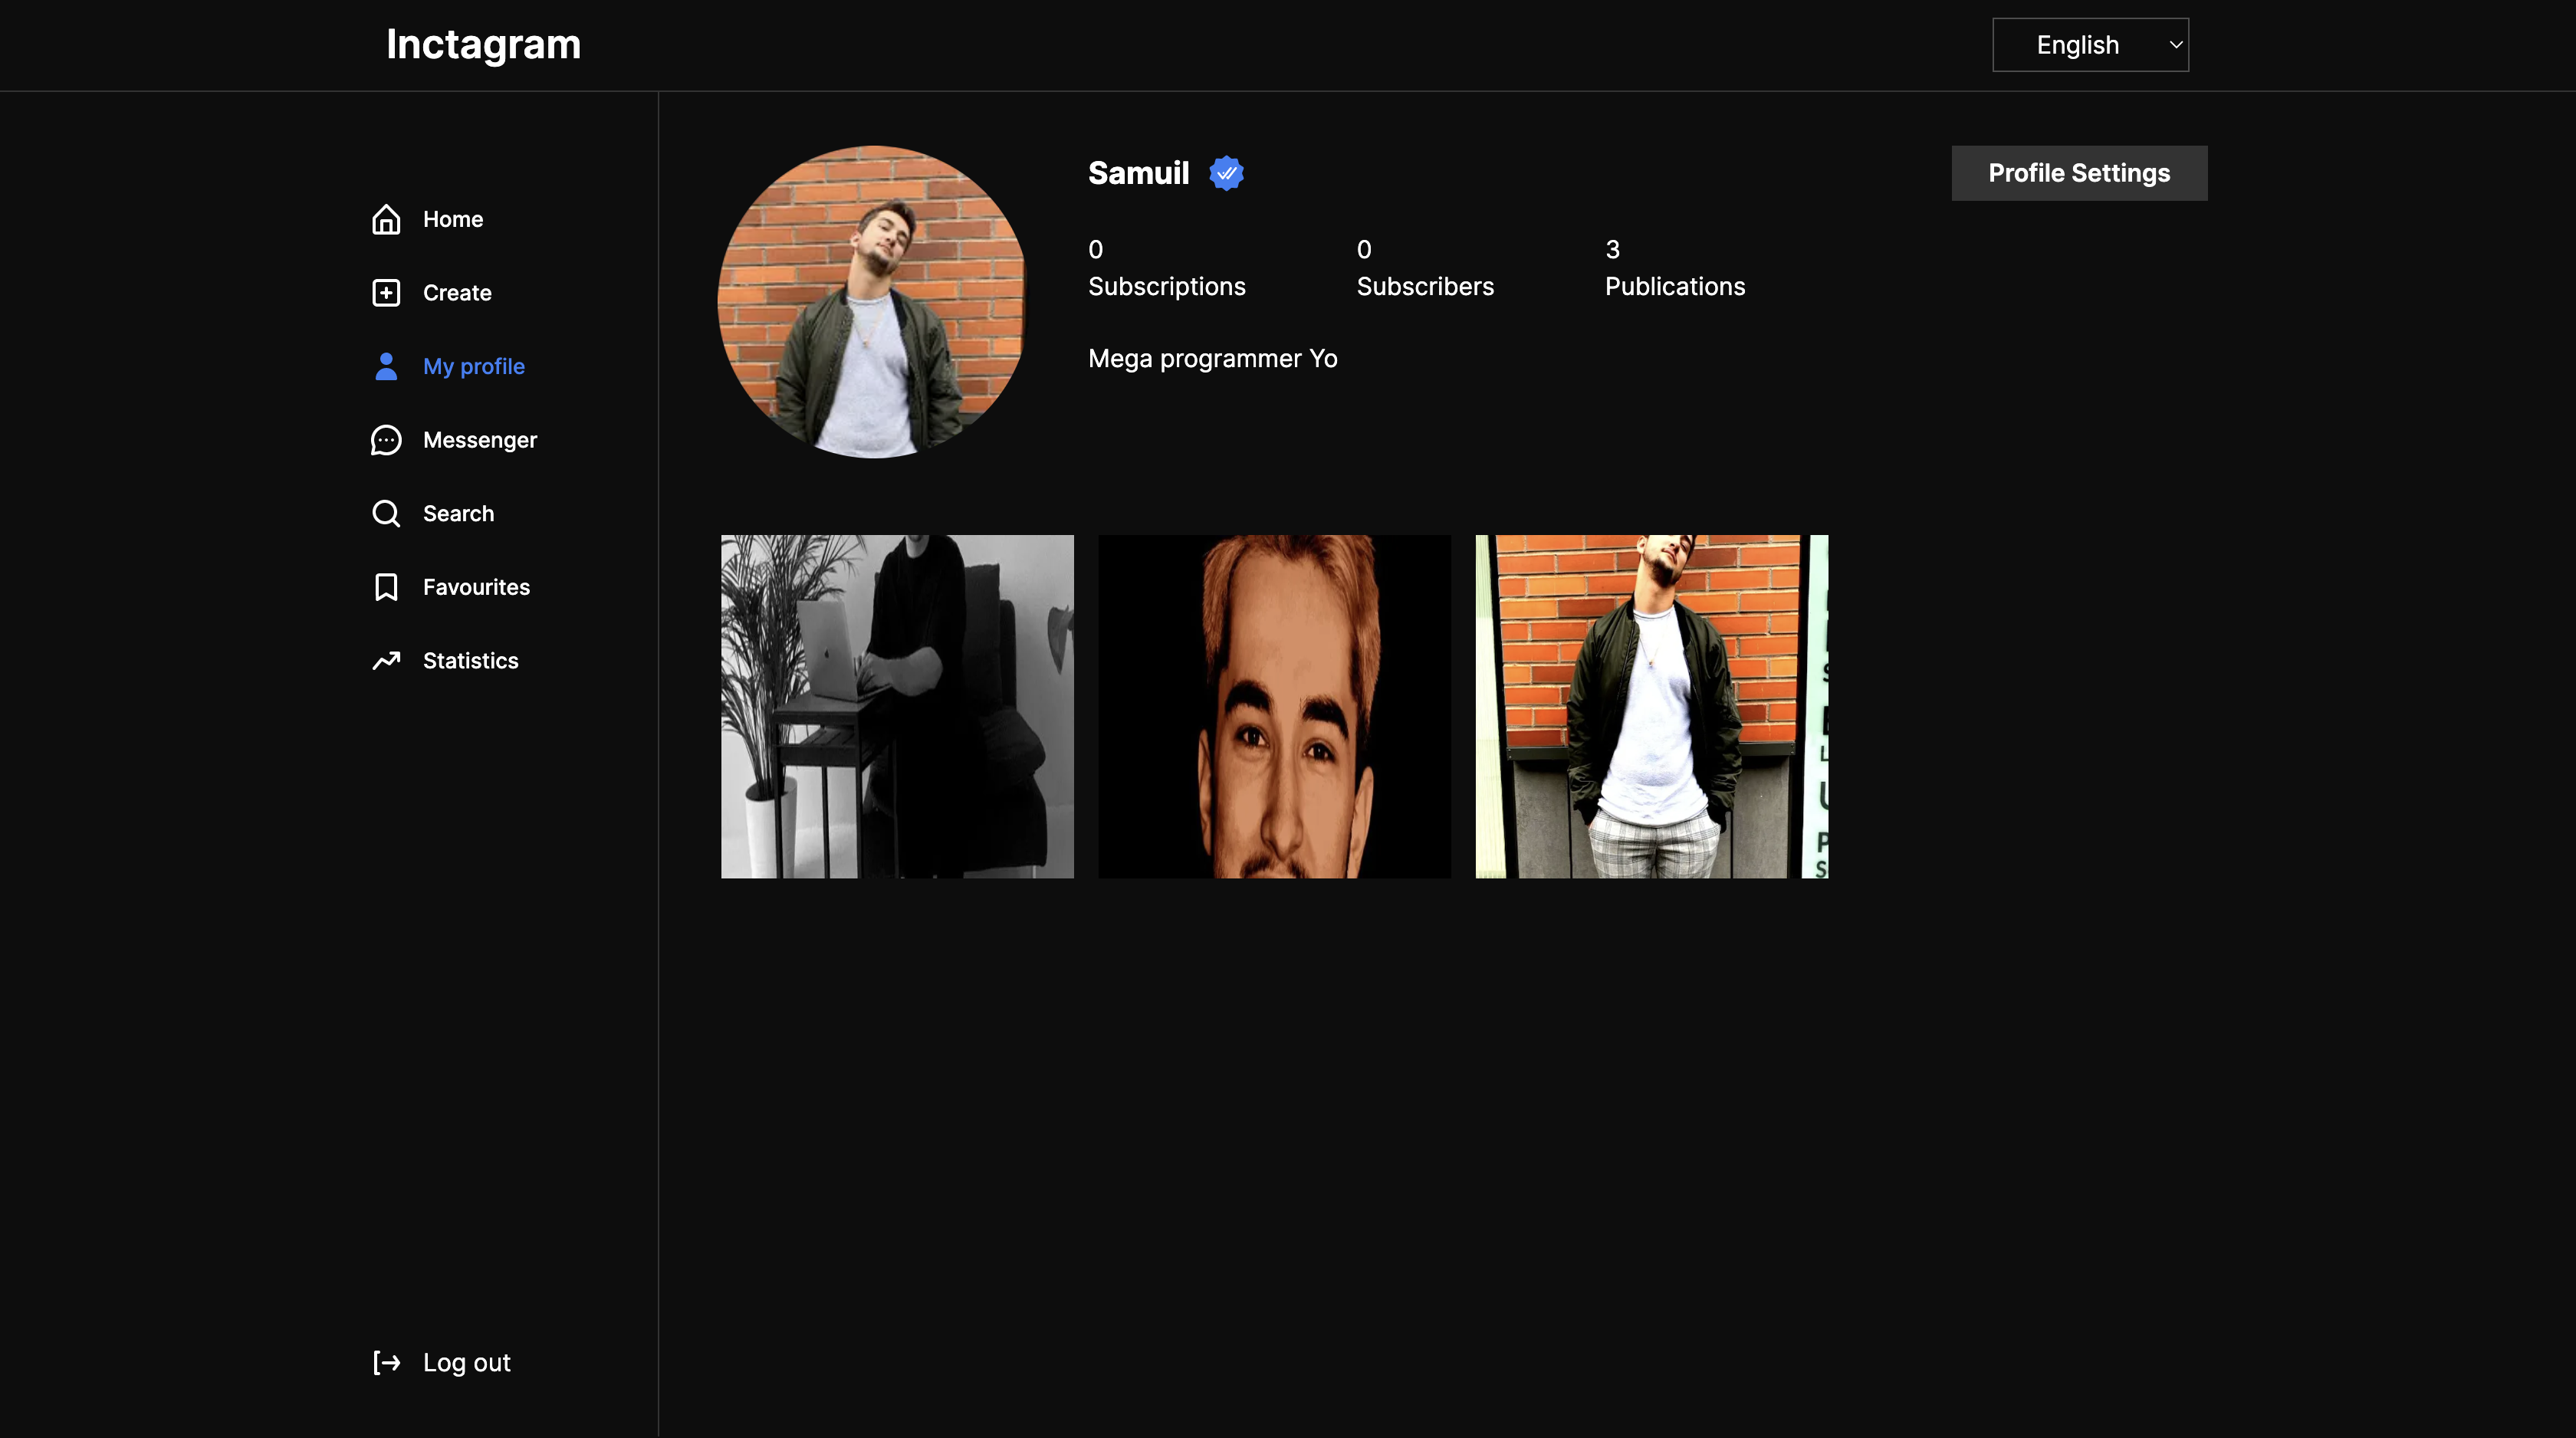 Inctagram
English
Home
Create
My profile
Messenger
Search
Favourites
Statistics
Log out
Samuil
Profile Settings
0
Subscriptions
0
Subscribers
3
Publications
Mega programmer Yo